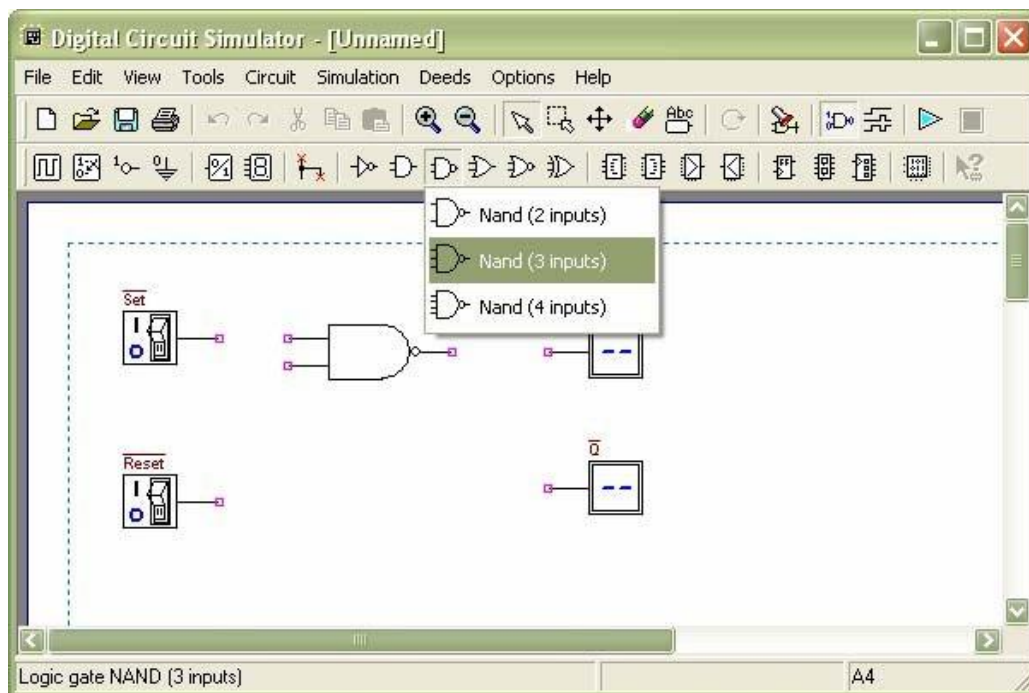 Digital Circuit Simulator - [Unnamed]
File Edit View Tools Circuit Simulation Deeds Options Help
Abc
Nand (2 inputs)
Nand (3 inputs)
Nand (4 inputs)
Set
Reset
Q
Logic gate NAND (3 inputs)
A4